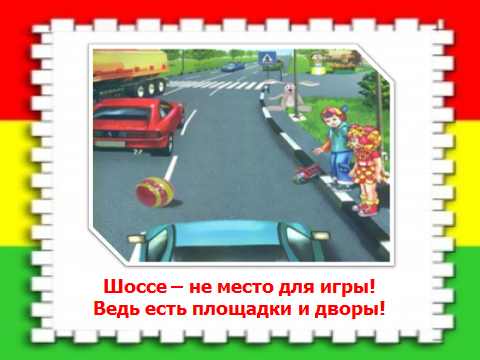 Шоссе – не место для игры!
Ведь есть площадки и дворы!